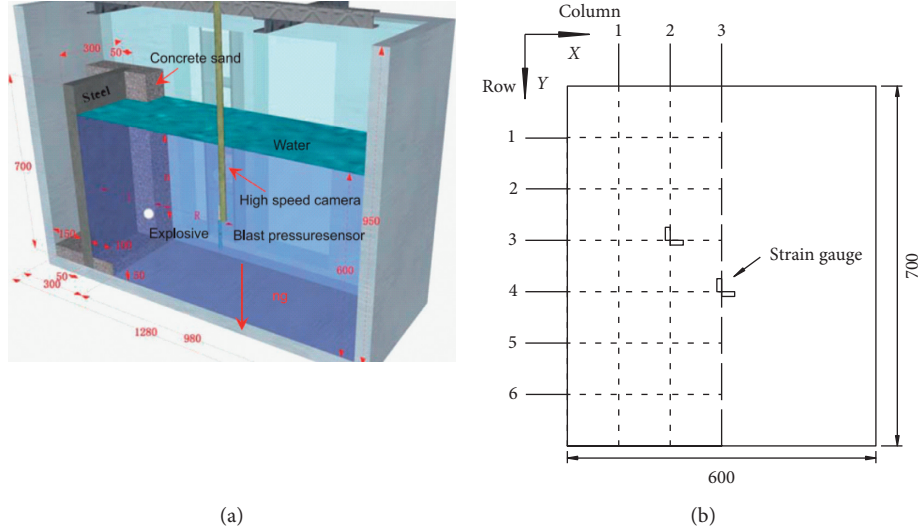 300
50
Concrete sand
Steel
Water
700
High speed camera
R
950
Explosive
Blast pressuresensor
150
600
50
50
300
ng
1280
980
(a)
Column
1
2
3
X
Row
Y
1
2
3
Strain gauge
4
5
6
700
600
(b)